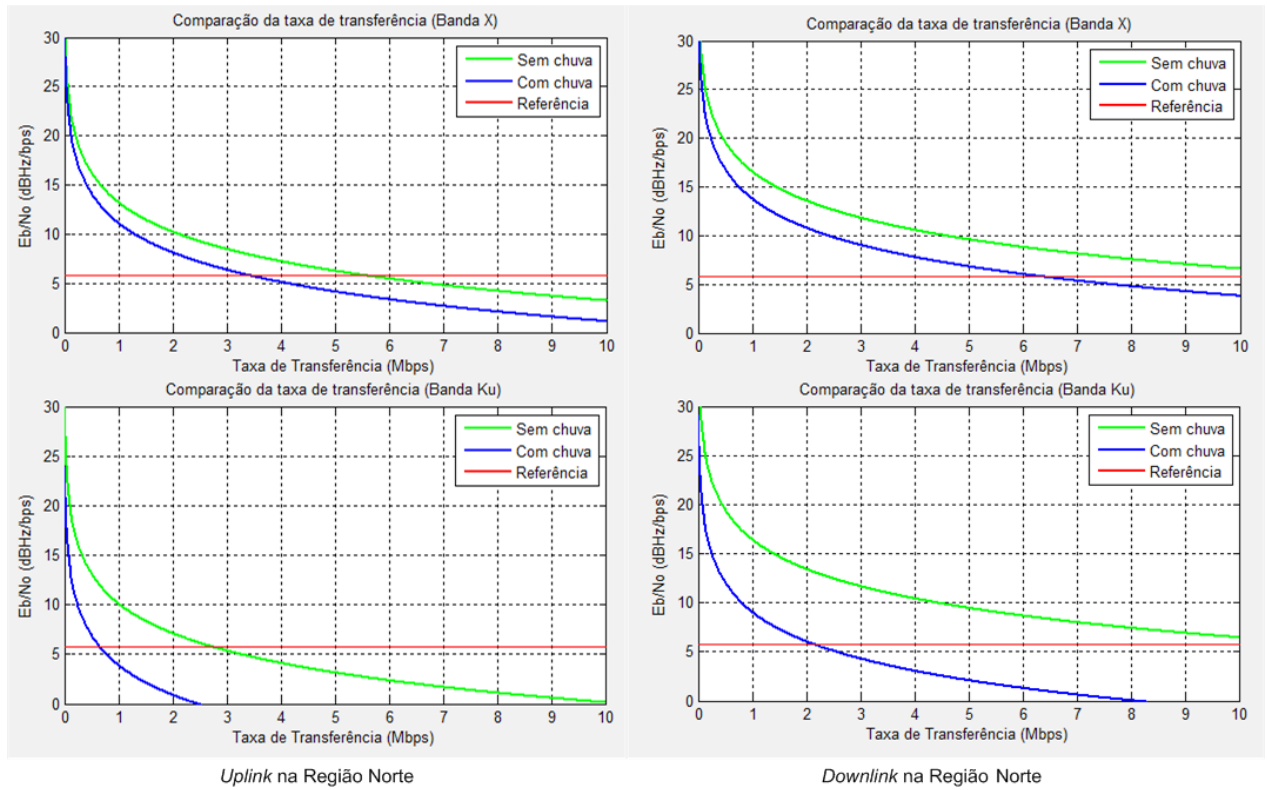 Comparação da taxa de transferência (Banda X)
30
25
20
15
10
5
0
Eb/No (dBHz/bps)
Sem chuva
Com chuva
Referência
0 1 2 3 4 5 6 7 8 9 10
Taxa de Transferência (Mbps)
Comparação da taxa de transferência (Banda X)
30
25
20
15
10
5
0
Eb/No (dBHz/bps)
Sem chuva
Com chuva
Referência
0 1 2 3 4 5 6 7 8 9 10
Taxa de Transferência (Mbps)
Comparação da taxa de transferência (Banda Ku)
30
25
20
15
10
5
0
Eb/No (dBHz/bps)
Sem chuva
Com chuva
Referência
0 1 2 3 4 5 6 7 8 9 10
Taxa de Transferência (Mbps)
Comparação da taxa de transferência (Banda Ku)
30
25
20
15
10
5
0
Eb/No (dBHz/bps)
Sem chuva
Com chuva
Referência
0 1 2 3 4 5 6 7 8 9 10
Taxa de Transferência (Mbps)
Uplink na Região Norte
Downlink na Região Norte